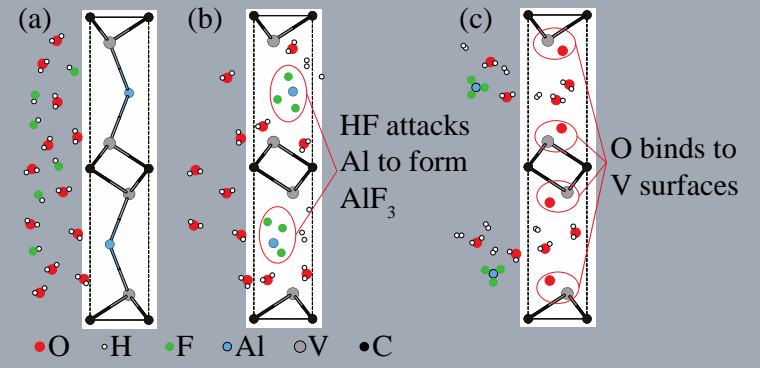 (a)
(b)
(c)
HF attacks
Al to form
AlF₃
O binds to
V surfaces
O H F Al V C